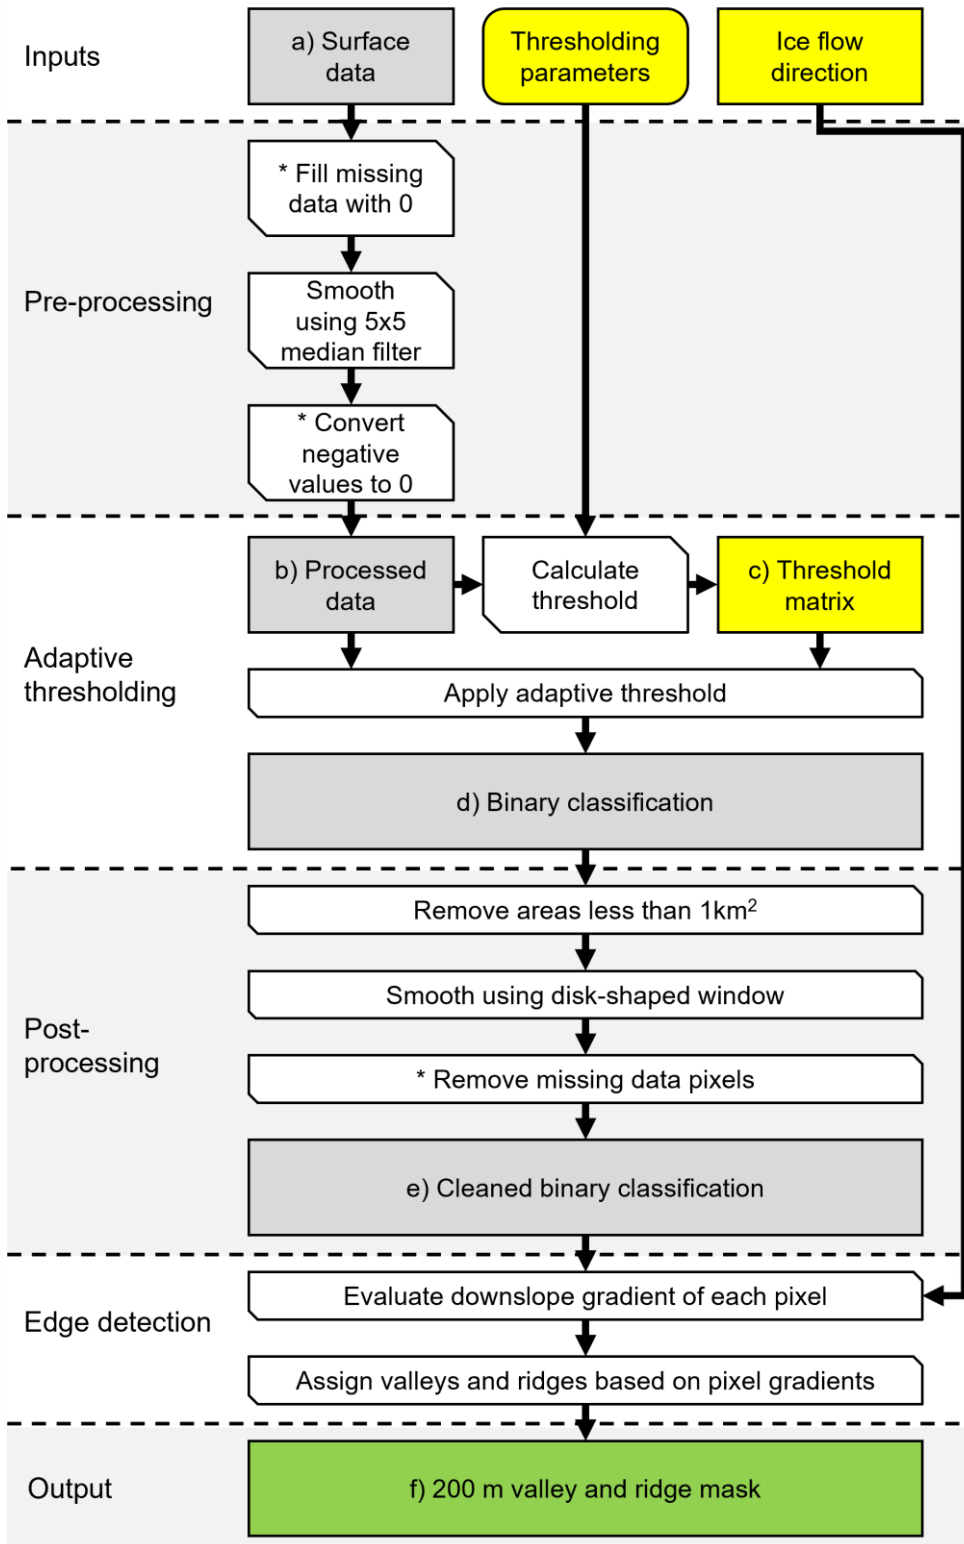 Inputs
a) Surface
data
Thresholding
parameters
Ice flow
direction
Pre-processing
* Fill missing
data with 0
Smooth
using 5x5
median filter
* Convert
negative
values to 0
Adaptive
thresholding
b) Processed
data
Calculate
threshold
c) Threshold
matrix
Apply adaptive threshold
d) Binary classification
Post-
processing
Remove areas less than 1km²
Smooth using disk-shaped window
* Remove missing data pixels
e) Cleaned binary classification
Edge detection
Evaluate downslope gradient of each pixel
Assign valleys and ridges based on pixel gradients
Output
f) 200 m valley and ridge mask